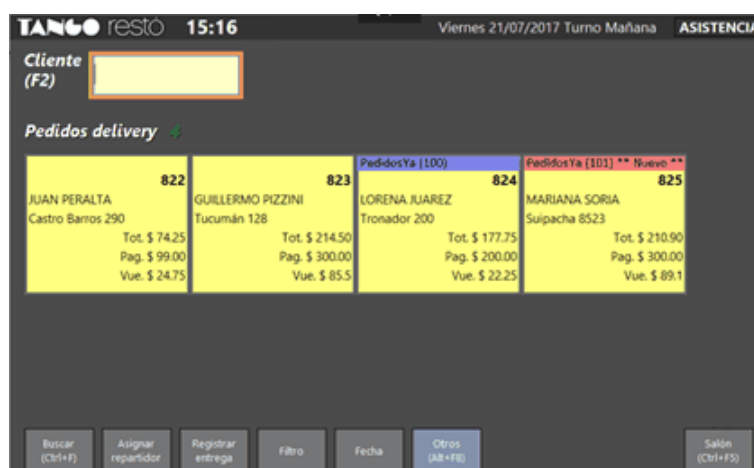 TANGO restó 15:16 Viernes 21/07/2017 Turno Mañana ASISTENCIA
Cliente
(F2)
Pedidos delivery 4
822
JUAN PERALTA
Castro Barros 290
Tot. $ 74.25
Pag. $ 99.00
Vue. $ 24.75
823
GUILLERMO PIZZINI
Tucumán 128
Tot. $ 214.50
Pag. $ 300.00
Vue. $ 85.5
PedidosYa (100)
824
LORENA JUAREZ
Tronador 200
Tot. $ 177.75
Pag. $ 200.00
Vue. $ 22.25
PedidosYa (101) ** Nuevo **
825
MARIANA SORIA
Suipacha 8523
Tot. $ 210.90
Pag. $ 300.00
Vue. $ 89.1
Buscar
(Ctrl+F)
Asignar
repartidor
Registrar
entrega
Filtro
Fecha
Otros
(Alt+F8)
Salón
(Ctrl+F5)